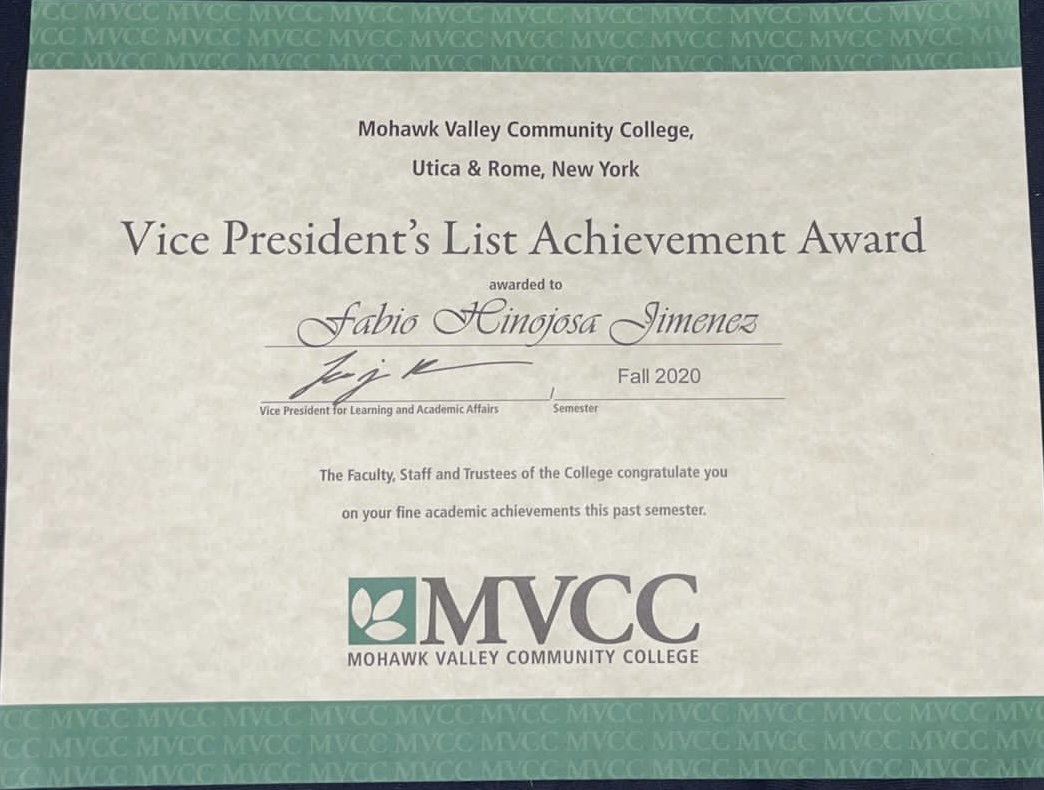 CC MVCC MVCC MVCC MVCC MVCC MVCC MVCC MVCC MVCC MVCC MV
CC MVCC MVCC MVCC MVCC MVCC MVCC MVCC MVCC MVCC MVCC MV
CC MVCC MVCC MVCC MVCC MVCC MVCC MVCC MVCC MVCC MVCC
Mohawk Valley Community College,
Utica & Rome, New York
Vice President's List Achievement Award
awarded to
Fabio Hinojosa Jimenez
/ Fall 2020
Vice President for Learning and Academic Affairs Semester
The Faculty, Staff and Trustees of the College congratulate you
on your fine academic achievements this past semester.
MVCC
MOHAWK VALLEY COMMUNITY COLLEGE
CC MVCC MVCC MVCC MVCC MVCC MVCC MVCC MVCC MVCC MVCC MVCC MV
CC MVCC MVCC MVCC MVCC MVCC MVCC MVCC MVCC MVCC MVCC MVCC MV
CC MVCC MVCC MVCC MVCC MVCC MVCC MVCC MVCC MVCC MVCC MVCC MV